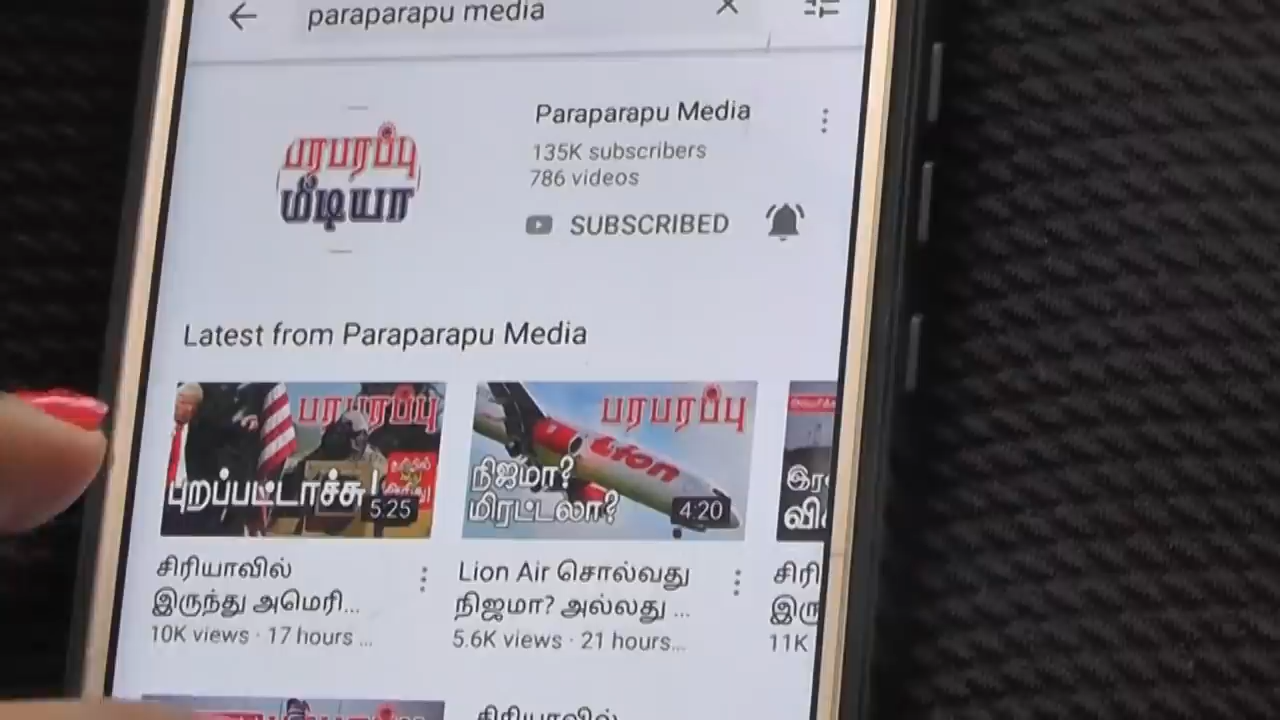 paraparapu media
பரபரப்பு
மீடியா
Paraparapu Media
135K subscribers
786 videos
SUBSCRIBED
Latest from Paraparapu Media
பரபரப்பு
புறப்பட்டாச்சு!
5:25
சிரியாவில்
இருந்து அமெரி...
10K views · 17 hours ...
பரபரப்பு
Lion
நிஜமா?
மிரட்டலா?
4:20
Lion Air சொல்வது
நிஜமா? அல்லது ...
5.6K views · 21 hours...
சிரி
இரு
11K
சிரியாவில்